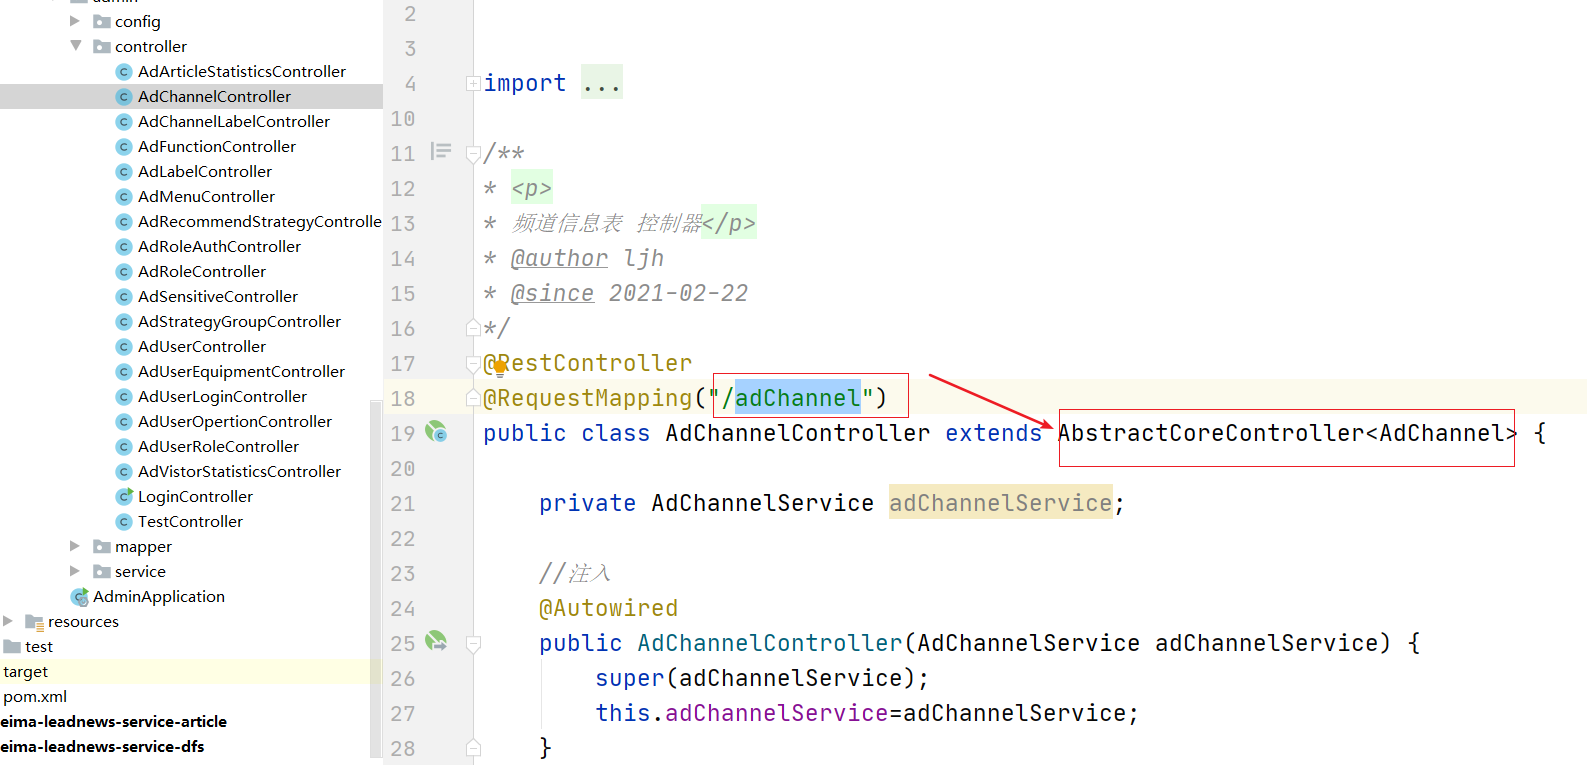 admin
config
controller
AdArticleStatisticsController
AdChannelController
AdChannelLabelController
AdFunctionController
AdLabelController
AdMenuController
AdRecommendStrategyControlle
AdRoleAuthController
AdRoleController
AdSensitiveController
AdStrategyGroupController
AdUserController
AdUserEquipmentController
AdUserLoginController
AdUserOpertionController
AdUserRoleController
AdVistorStatisticsController
LoginController
TestController
mapper
service
AdminApplication
resources
test
target
pom.xml
eima-leadnews-service-article
eima-leadnews-service-dfs
2
3
4 import ...
10
11 /**
12 * <p>
13 * 频道信息表 控制器</p>
14 * @author ljh
15 * @since 2021-02-22
16 */
17 @RestController
18 @RequestMapping("/adChannel")
19 public class AdChannelController extends AbstractCoreController<AdChannel> {
20
21 private AdChannelService adChannelService;
22
23 //注入
24 @Autowired
25 public AdChannelController(AdChannelService adChannelService) {
26 super(adChannelService);
27 this.adChannelService=adChannelService;
28 }